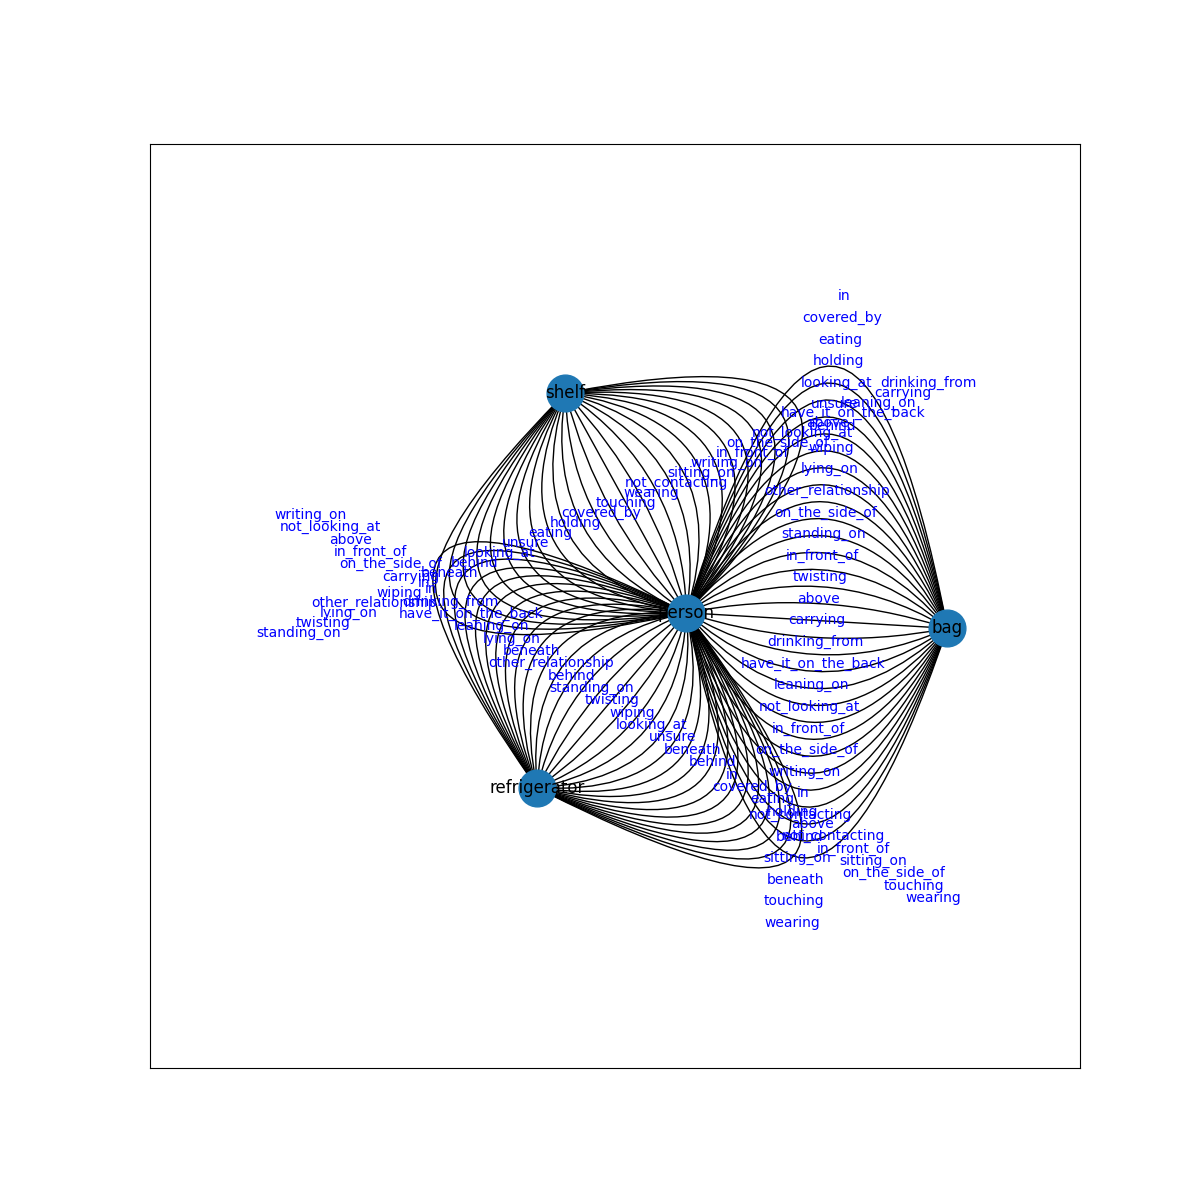 in
covered_by
eating
holding
looking_at
drinking_from
carrying
shelf
unsure
leaning_on
have_it_on_the_back
above
behind
not_looking_at
on_the_side_of
wiping
in_front_of
writing_on
lying_on
sitting_on
not_contacting
other_relationship
wearing
touching
covered_by
on_the_side_of
writing_on
holding
not_looking_at
eating
standing_on
above
unsure
in_front_of
looking_at
in_front_of
on_the_side_of
behind
beneath
carrying
twisting
in
wiping
other_relationship
drinking_from
above
lying_on
have_it_on_the_back
person
twisting
leaning_on
carrying
bag
standing_on
lying_on
drinking_from
beneath
other_relationship
have_it_on_the_back
behind
standing_on
leaning_on
twisting
not_looking_at
wiping
looking_at
in_front_of
unsure
beneath
on_the_side_of
behind
writing_on
in
refrigerator
covered_by
in
eating
holding
not_contacting
above
behind
not_contacting
in_front_of
sitting_on
sitting_on
on_the_side_of
beneath
touching
wearing
touching
wearing